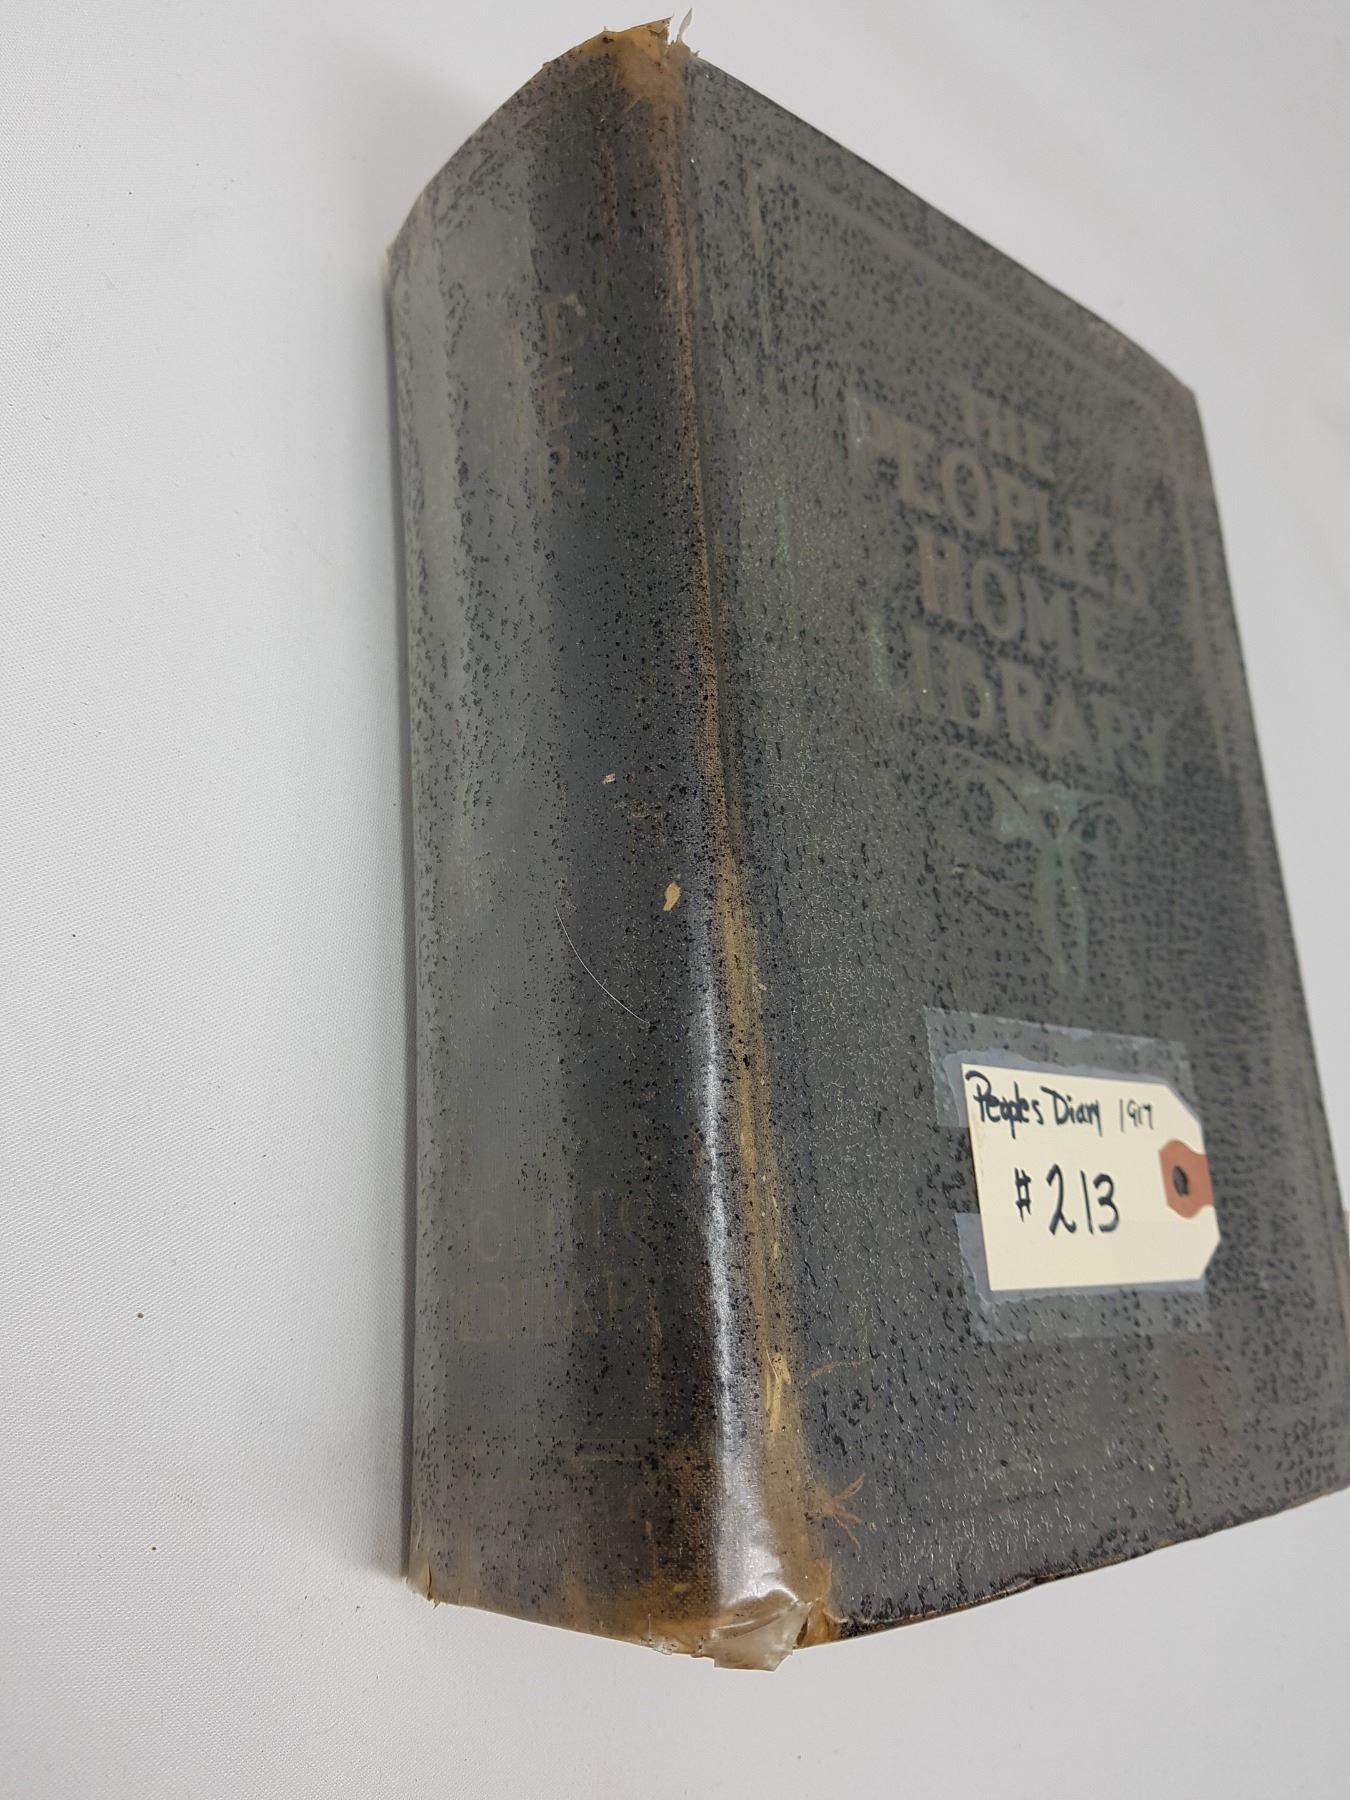 THE
PEOPLES
HOME
LIBRARY
Peoples Diary 1917
#213